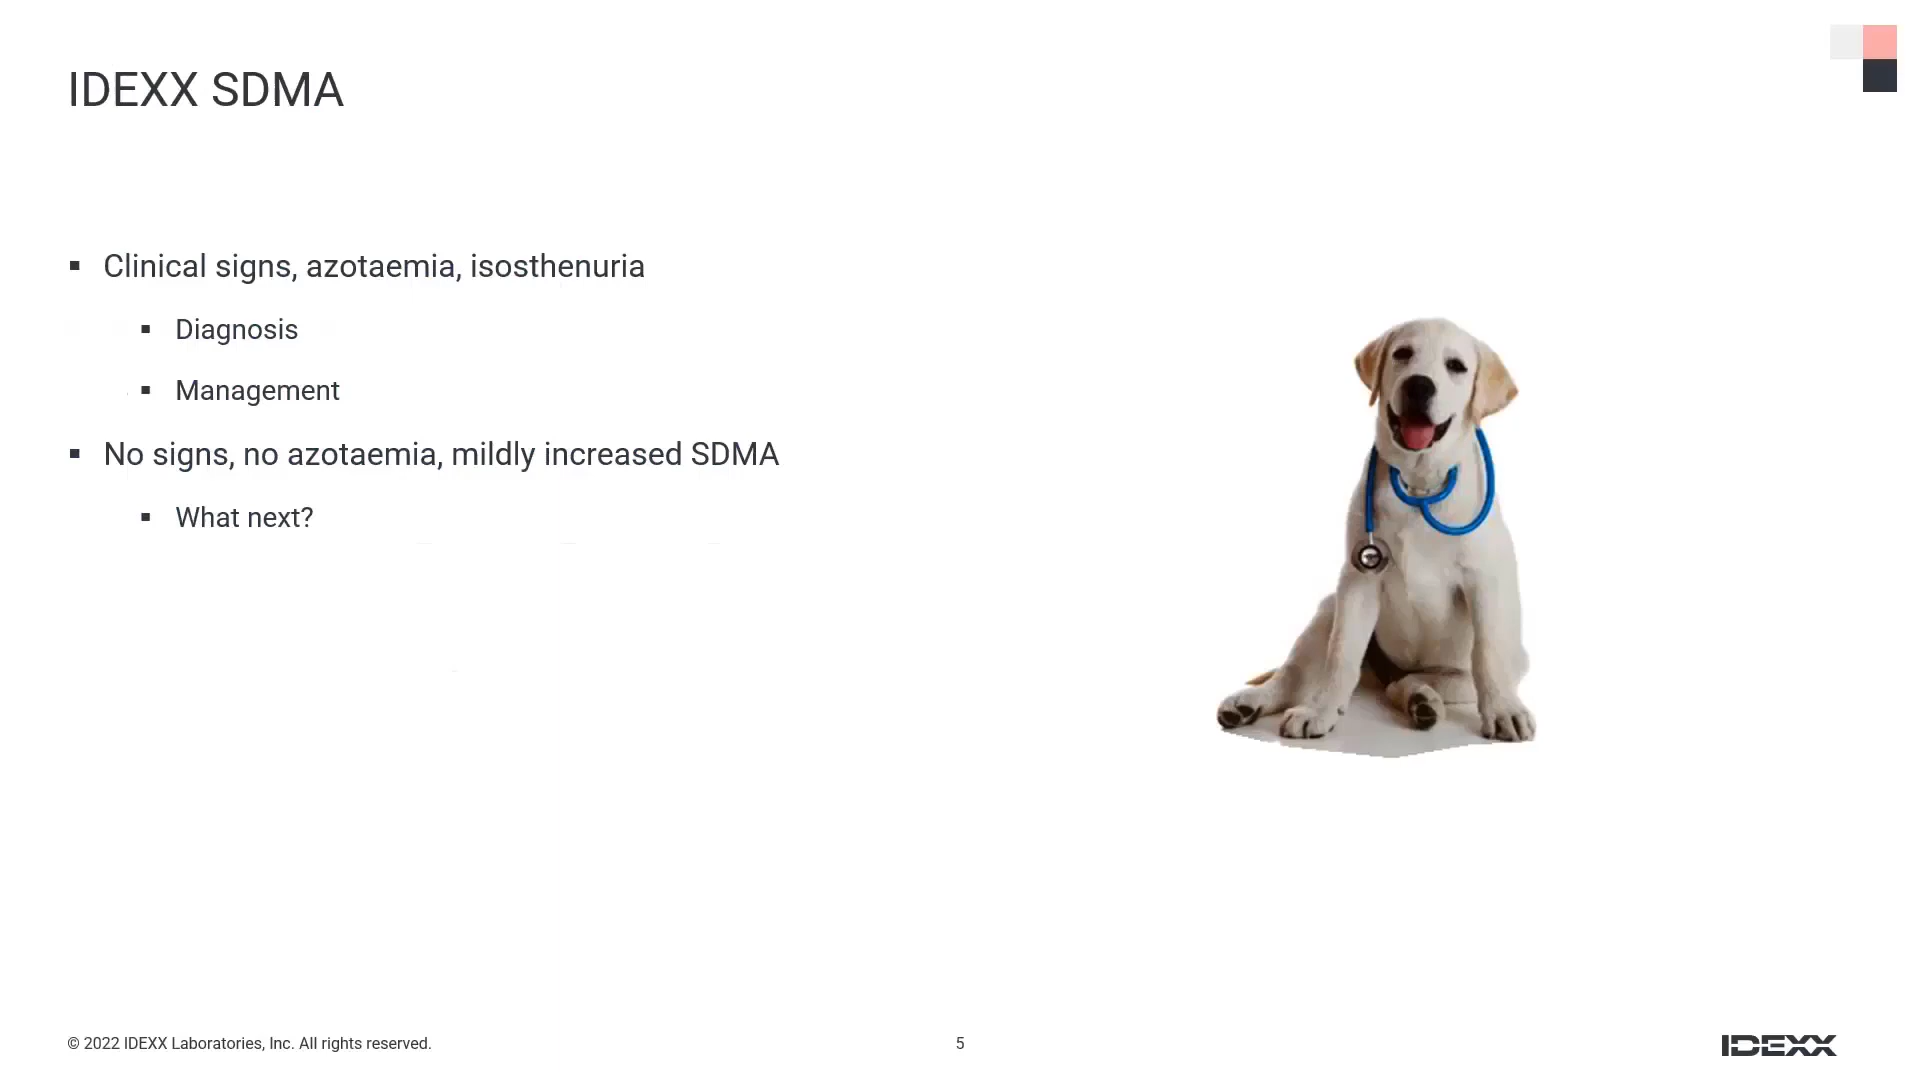 IDEXX SDMA
▪ Clinical signs, azotaemia, isosthenuria
▪ Diagnosis
▪ Management
▪ No signs, no azotaemia, mildly increased SDMA
▪ What next?
© 2022 IDEXX Laboratories, Inc. All rights reserved.
5
IDEXX